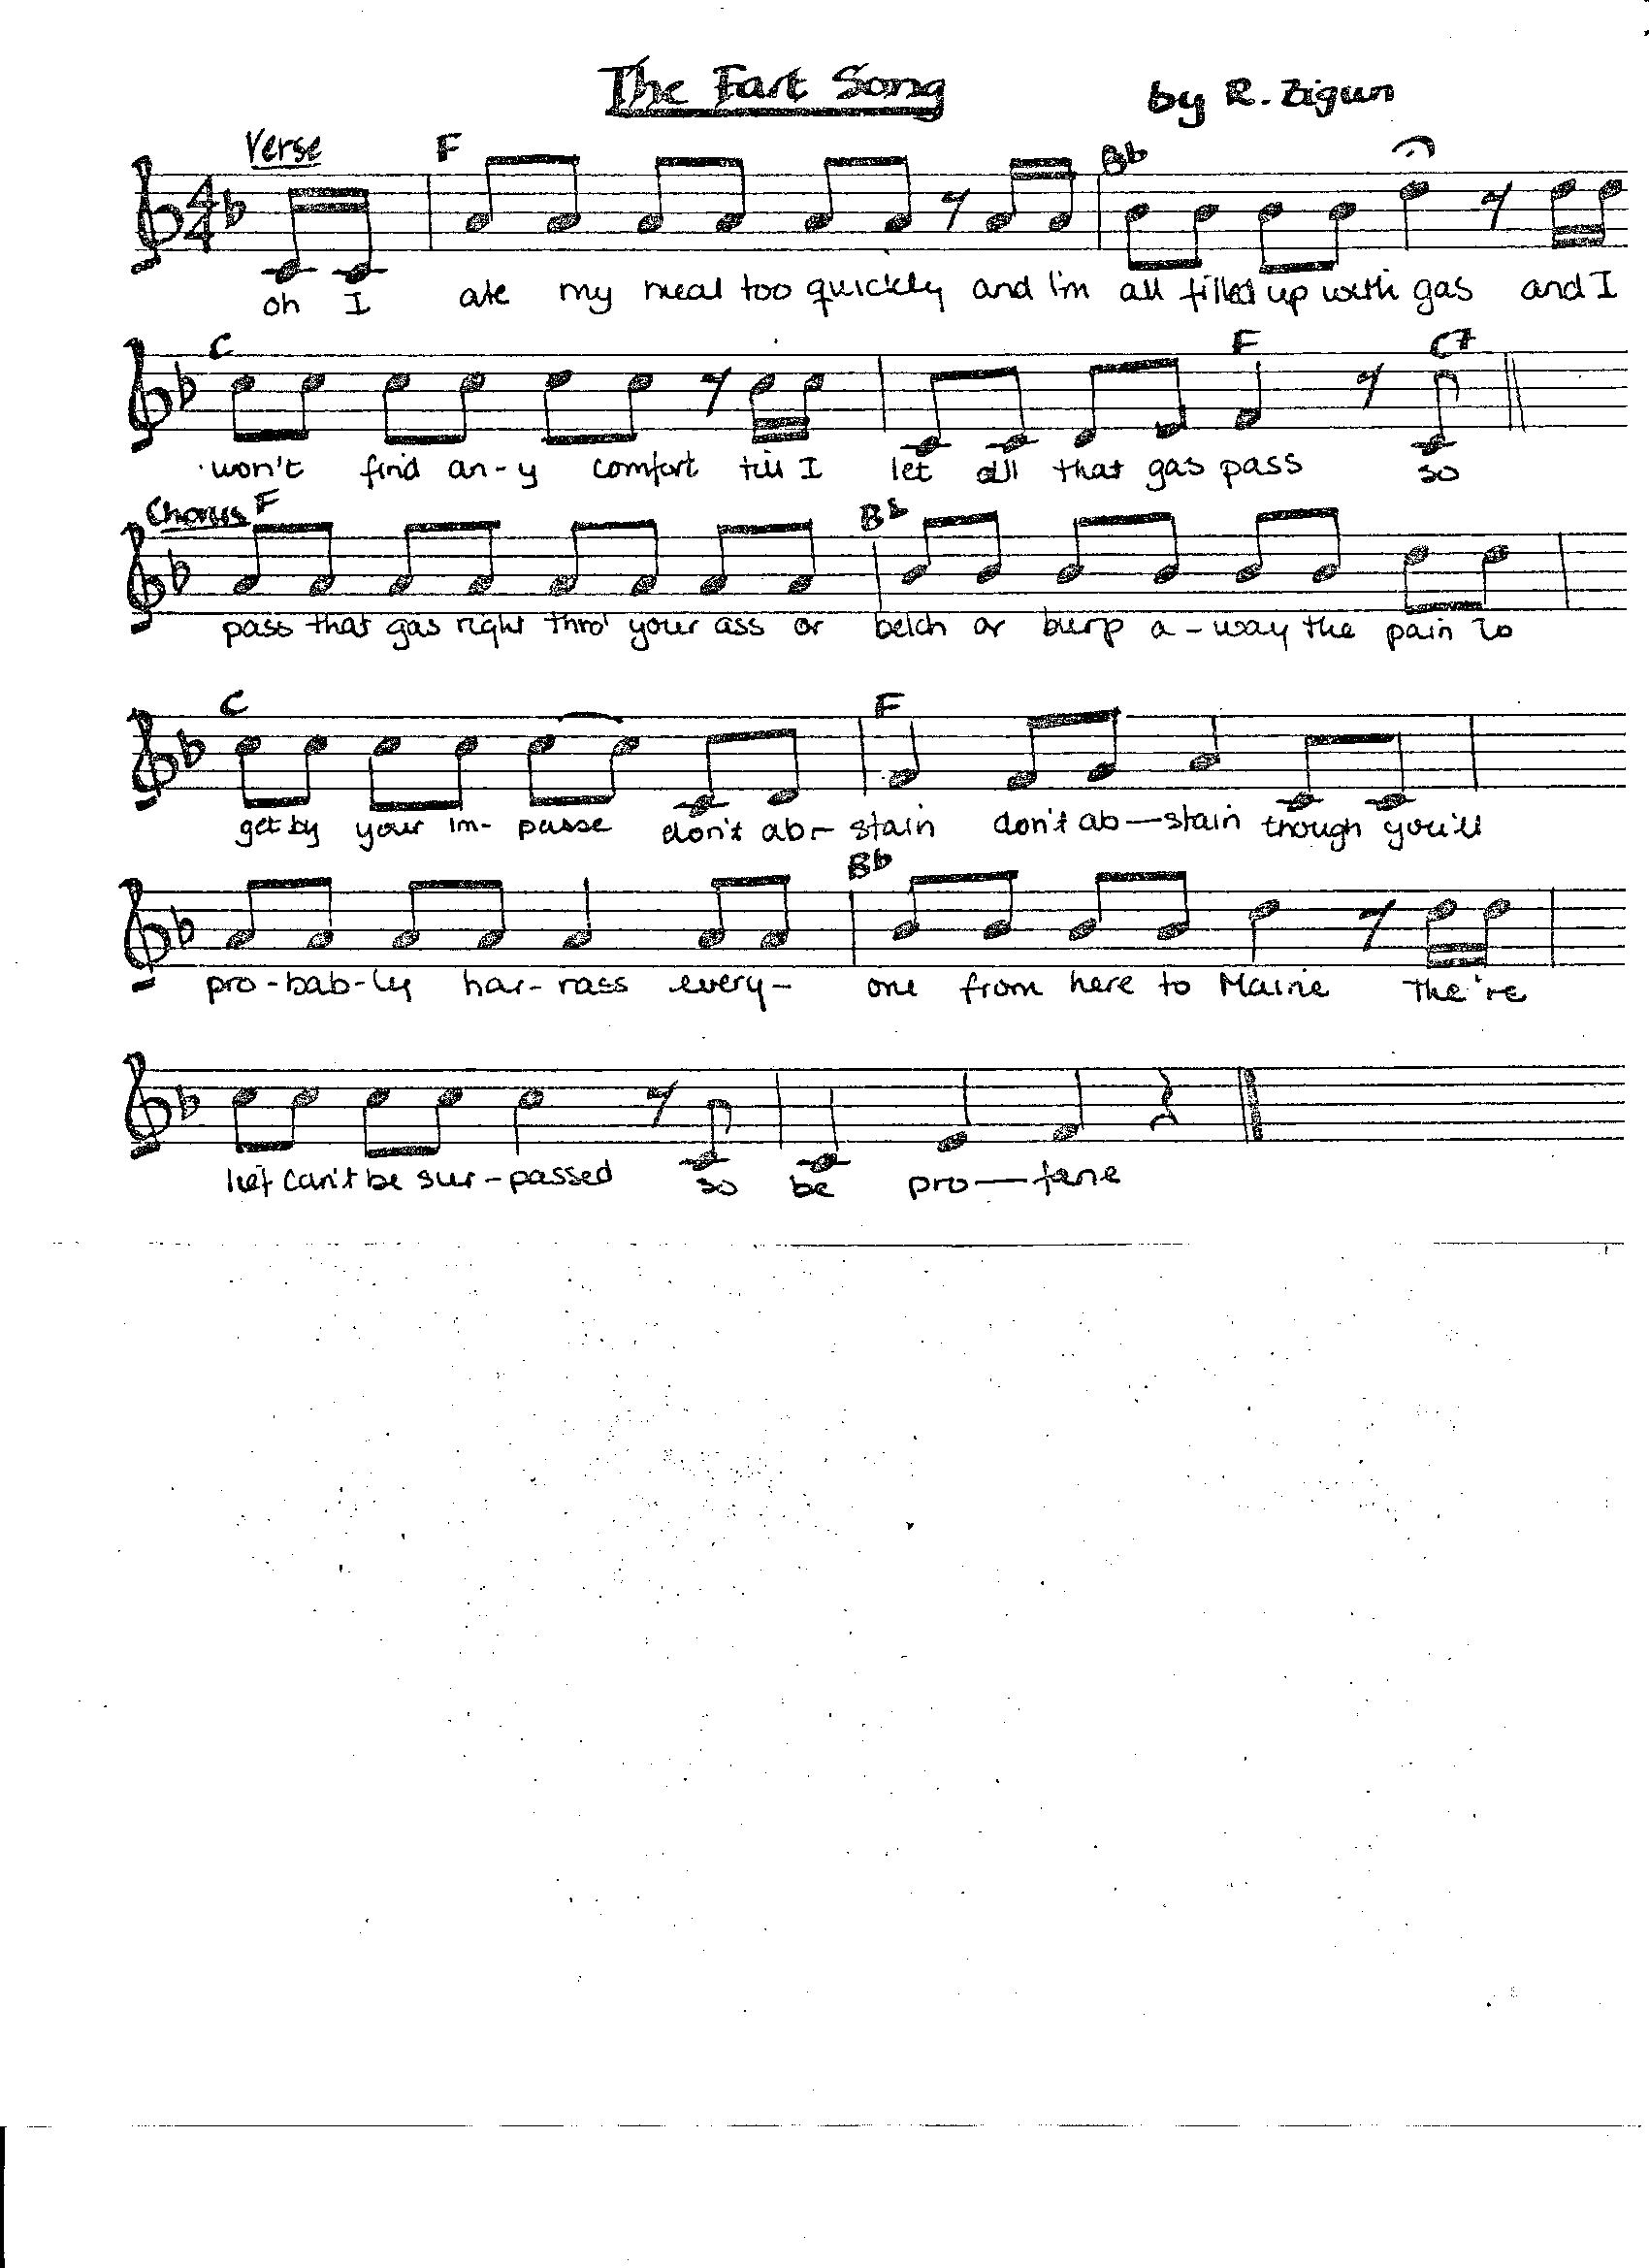 The Fart Song by R. Zigun
Verse F Bb
4/4
oh I ate my meal too quickly and I'm all filled up with gas and I
C F C7
won't find an-y comfort till I let all that gas pass so
Chorus F Bb
pass that gas right thro' your ass or belch or burp a-way the pain to
C F
get by your im- passe don't ab- stain don't ab-stain though you'll
Bb
pro-bab-ly har-rass every- one from here to Maine The're
lief can't be sur-passed so be pro-fane